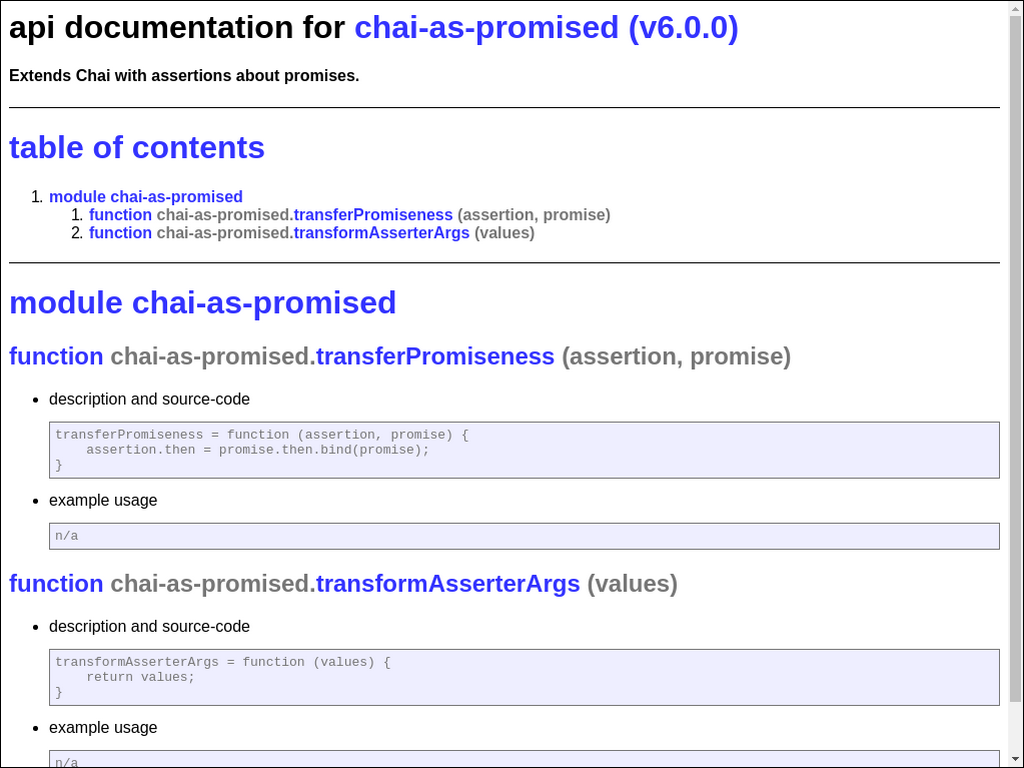 api documentation for chai-as-promised (v6.0.0)
Extends Chai with assertions about promises.
table of contents
1. module chai-as-promised
1. function chai-as-promised.transferPromiseness (assertion, promise)
2. function chai-as-promised.transformAsserterArgs (values)
module chai-as-promised
function chai-as-promised.transferPromiseness (assertion, promise)
• description and source-code
transferPromiseness = function (assertion, promise) {
    assertion.then = promise.then.bind(promise);
}
• example usage
n/a
function chai-as-promised.transformAsserterArgs (values)
• description and source-code
transformAsserterArgs = function (values) {
    return values;
}
• example usage
n/a